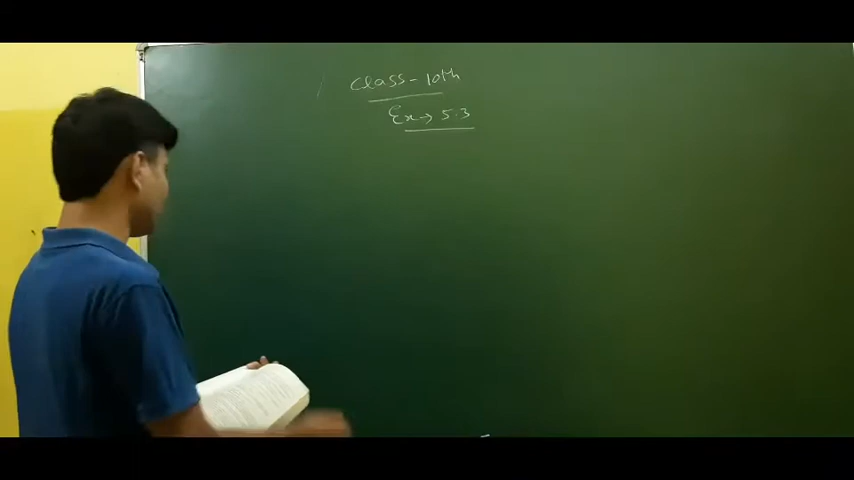 Class - 10th
Ex → 5.3